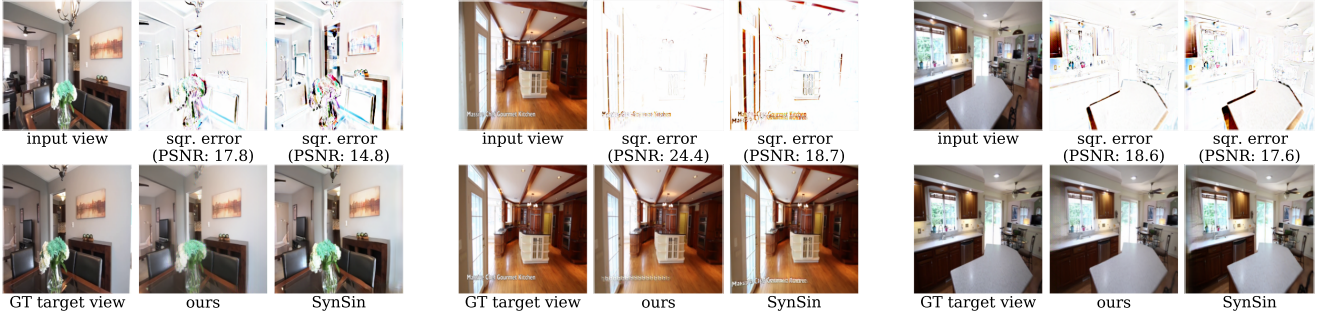 input view
sqr. error
(PSNR: 17.8)
sqr. error
(PSNR: 14.8)
GT target view
ours
SynSin
input view
sqr. error
(PSNR: 24.4)
sqr. error
(PSNR: 18.7)
GT target view
ours
SynSin
input view
sqr. error
(PSNR: 18.6)
sqr. error
(PSNR: 17.6)
GT target view
ours
SynSin